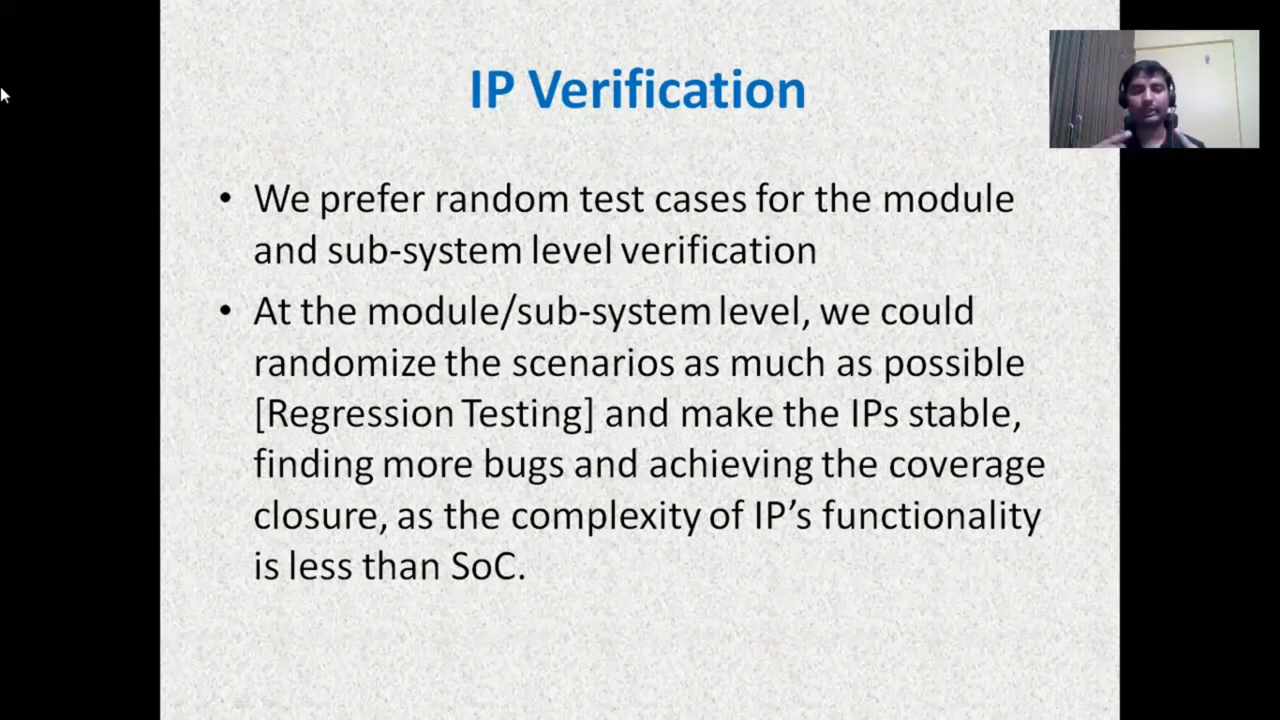 IP Verification
• We prefer random test cases for the module
and sub-system level verification
• At the module/sub-system level, we could
randomize the scenarios as much as possible
[Regression Testing] and make the IPs stable,
finding more bugs and achieving the coverage
closure, as the complexity of IP’s functionality
is less than SoC.